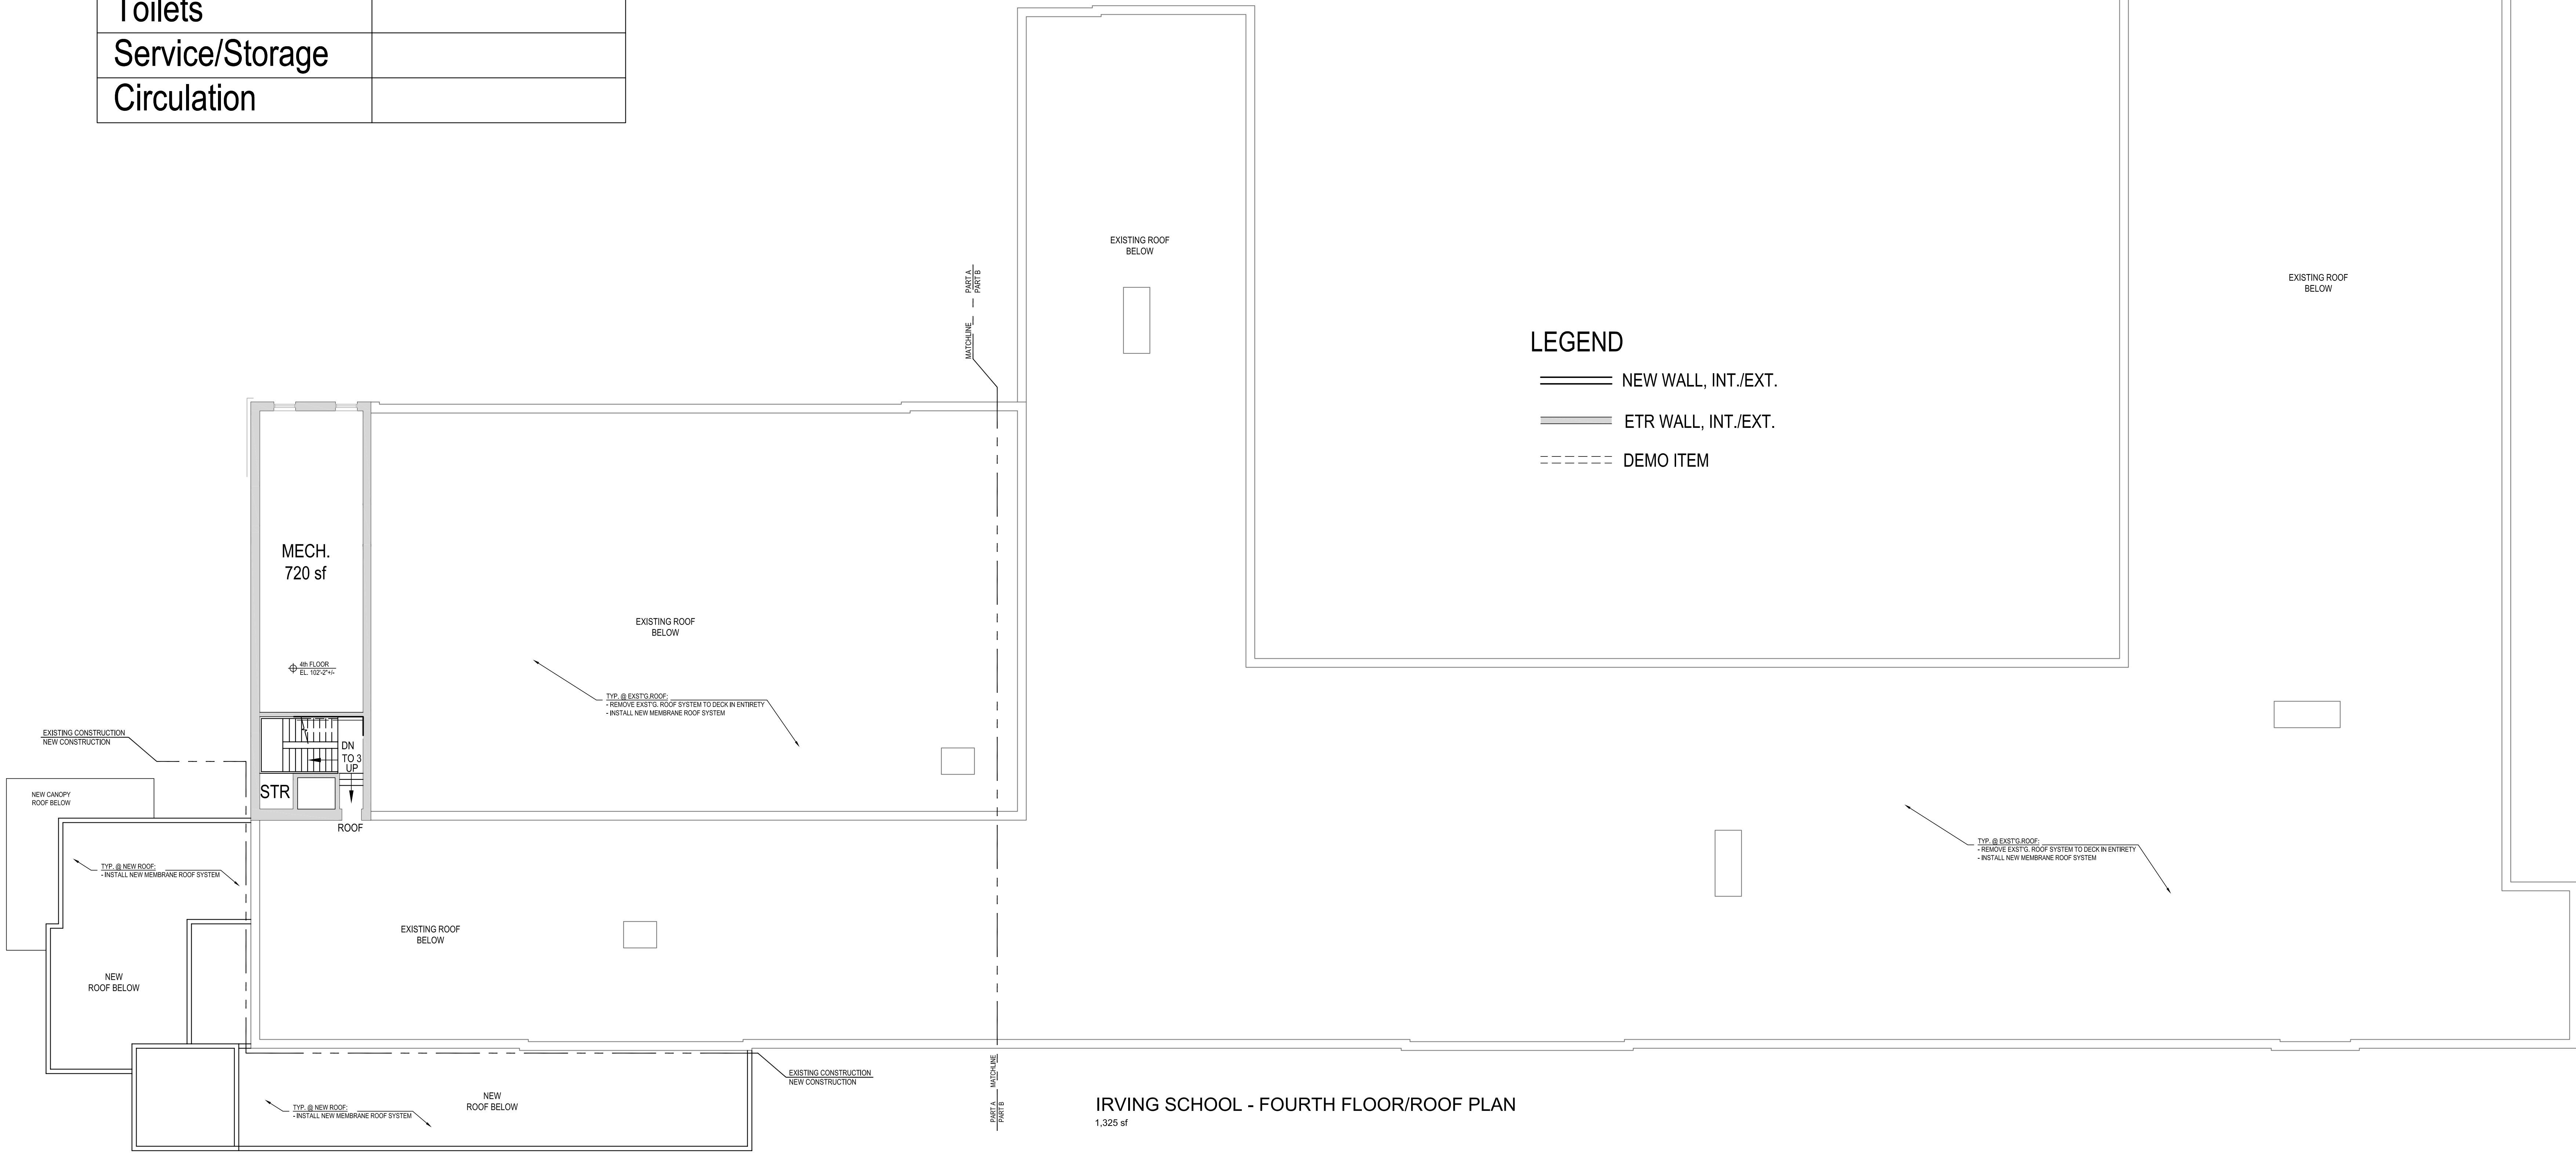 Toilets
Service/Storage
Circulation
EXISTING ROOF
BELOW
EXISTING ROOF
BELOW
PART A
PART B
MATCHLINE
LEGEND
NEW WALL, INT./EXT.
ETR WALL, INT./EXT.
DEMO ITEM
MECH.
720 sf
EXISTING ROOF
BELOW
4th FLOOR
EL. 102'-2"+/-
TYP. @ EXST'G.ROOF:
- REMOVE EXST'G. ROOF SYSTEM TO DECK IN ENTIRETY
- INSTALL NEW MEMBRANE ROOF SYSTEM
EXISTING CONSTRUCTION
NEW CONSTRUCTION
DN
TO 3
UP
STR
ROOF
NEW CANOPY
ROOF BELOW
TYP. @ NEW ROOF:
- INSTALL NEW MEMBRANE ROOF SYSTEM
TYP. @ EXST'G.ROOF:
- REMOVE EXST'G. ROOF SYSTEM TO DECK IN ENTIRETY
- INSTALL NEW MEMBRANE ROOF SYSTEM
EXISTING ROOF
BELOW
NEW
ROOF BELOW
EXISTING CONSTRUCTION
NEW CONSTRUCTION
MATCHLINE
PART A
PART B
NEW
ROOF BELOW
TYP. @ NEW ROOF:
- INSTALL NEW MEMBRANE ROOF SYSTEM
IRVING SCHOOL - FOURTH FLOOR/ROOF PLAN
1,325 sf